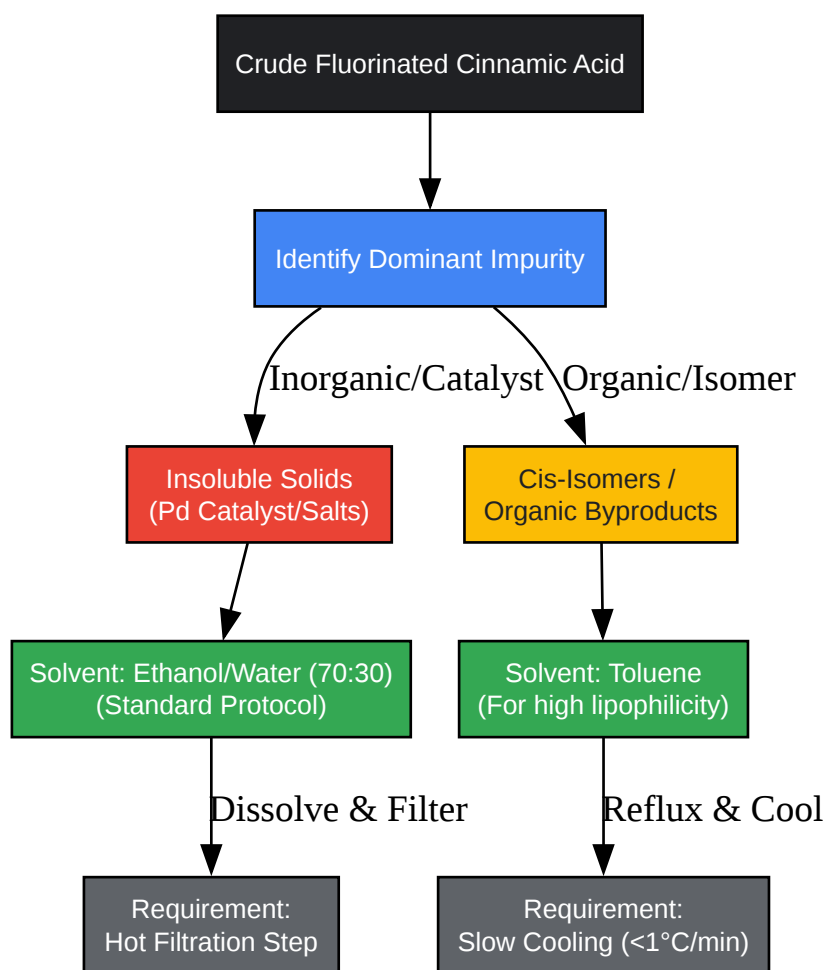 Crude Fluorinated Cinnamic Acid
Identify Dominant Impurity
Inorganic/Catalyst
Organic/Isomer
Insoluble Solids
(Pd Catalyst/Salts)
Cis-Isomers /
Organic Byproducts
Solvent: Ethanol/Water (70:30)
(Standard Protocol)
Solvent: Toluene
(For high lipophilicity)
Dissolve & Filter
Reflux & Cool
Requirement:
Hot Filtration Step
Requirement:
Slow Cooling (<1°C/min)